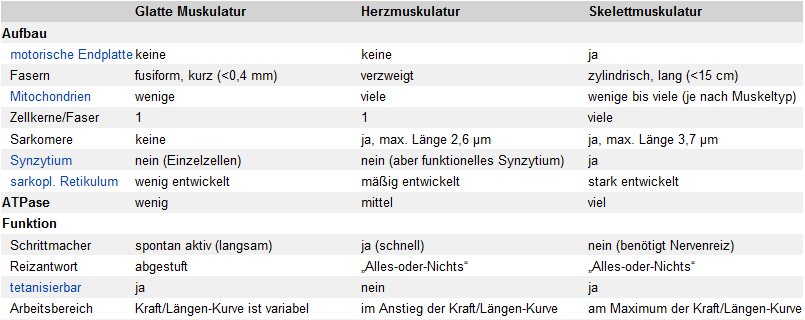 Glatte Muskulatur Herzmuskulatur Skelettmuskulatur
Aufbau
motorische Endplatte keine keine ja
Fasern fusiform, kurz (<0,4 mm) verzweigt zylindrisch, lang (<15 cm)
Mitochondrien wenige viele wenige bis viele (je nach Muskeltyp)
Zellkerne/Faser 1 1 viele
Sarkomere keine ja, max. Länge 2,6 µm ja, max. Länge 3,7 µm
Synzytium nein (Einzelzellen) nein (aber funktionelles Synzytium) ja
sarkopl. Retikulum wenig entwickelt mäßig entwickelt stark entwickelt
ATPase wenig mittel viel
Funktion
Schrittmacher spontan aktiv (langsam) ja (schnell) nein (benötigt Nervenreiz)
Reizantwort abgestuft „Alles-oder-Nichts“ „Alles-oder-Nichts“
tetanisierbar ja nein ja
Arbeitsbereich Kraft/Längen-Kurve ist variabel im Anstieg der Kraft/Längen-Kurve am Maximum der Kraft/Längen-Kurve